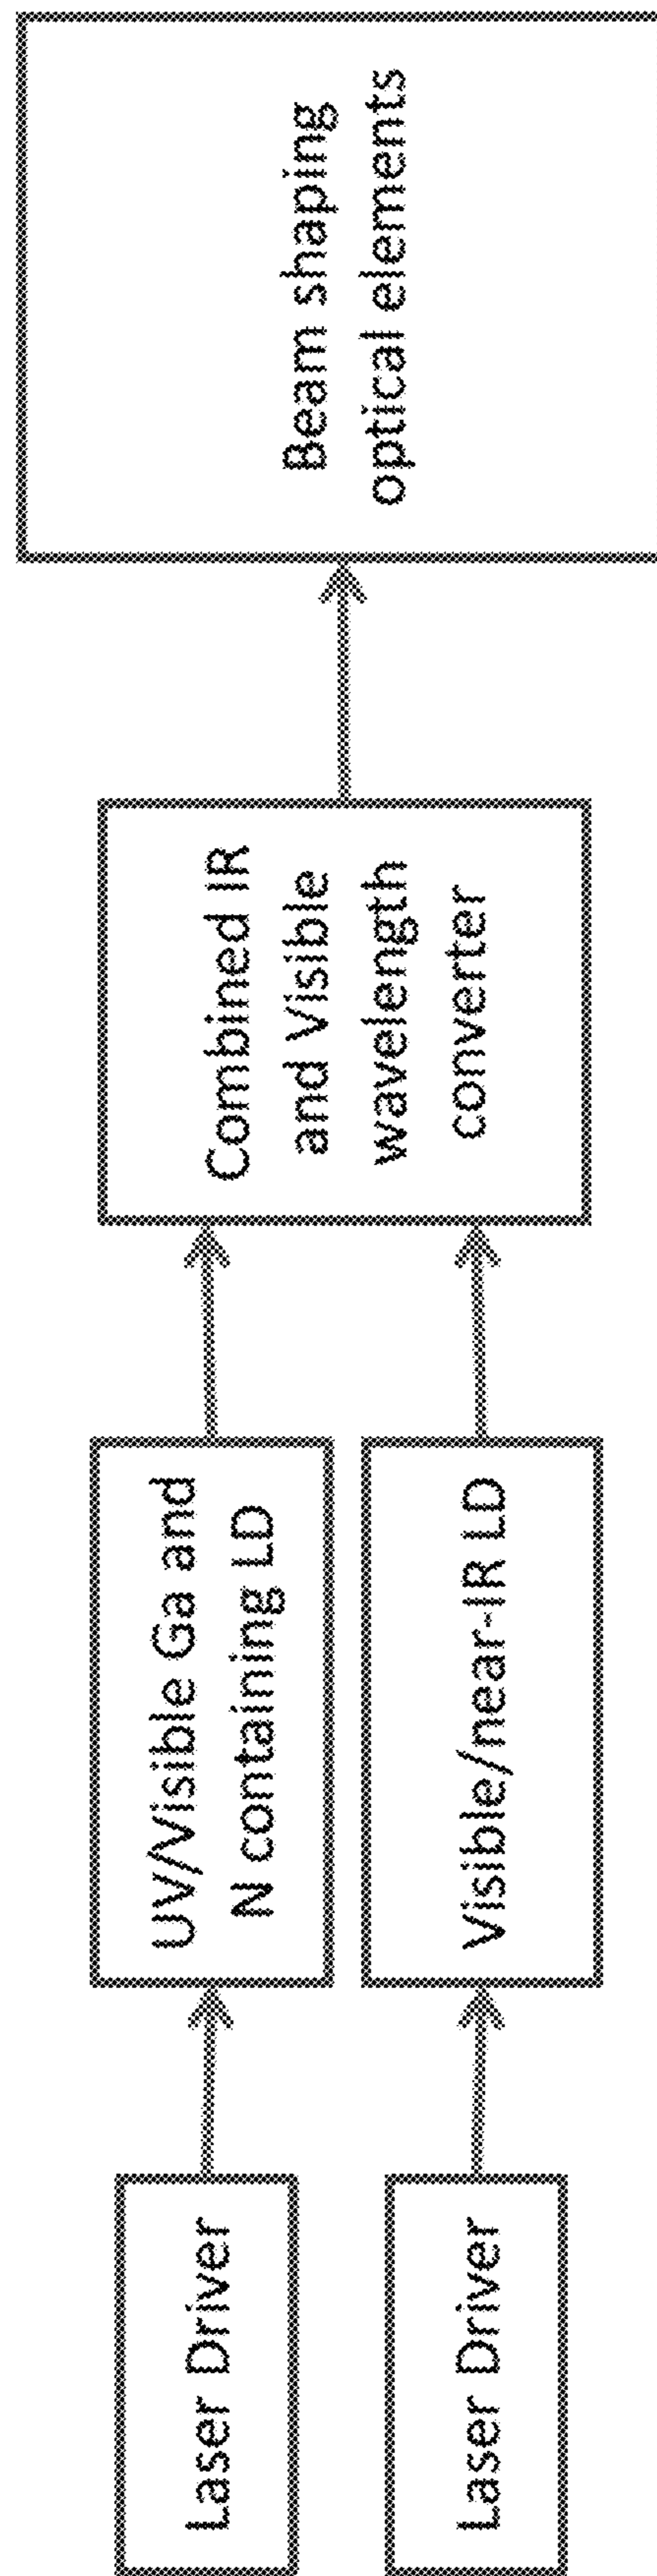 Laser Driver
UV/Visible Ga and
N containing LD
Laser Driver
Visible/near-IR LD
Combined IR
and Visible
wavelength
converter
Beam shaping
optical elements